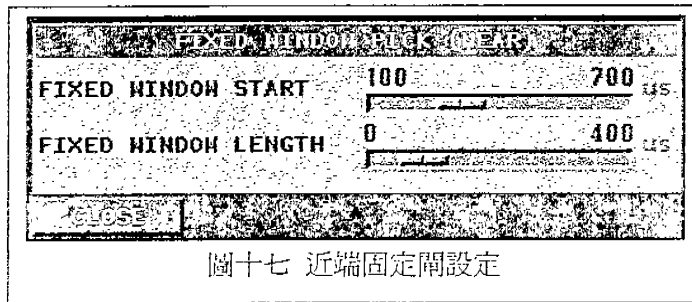 FIXED WINDOW PICK (NEAR)
FIXED WINDOW START 100 700 us
FIXED WINDOW LENGTH 0 400 us
CLOSE
圖十七 近端固定閘設定